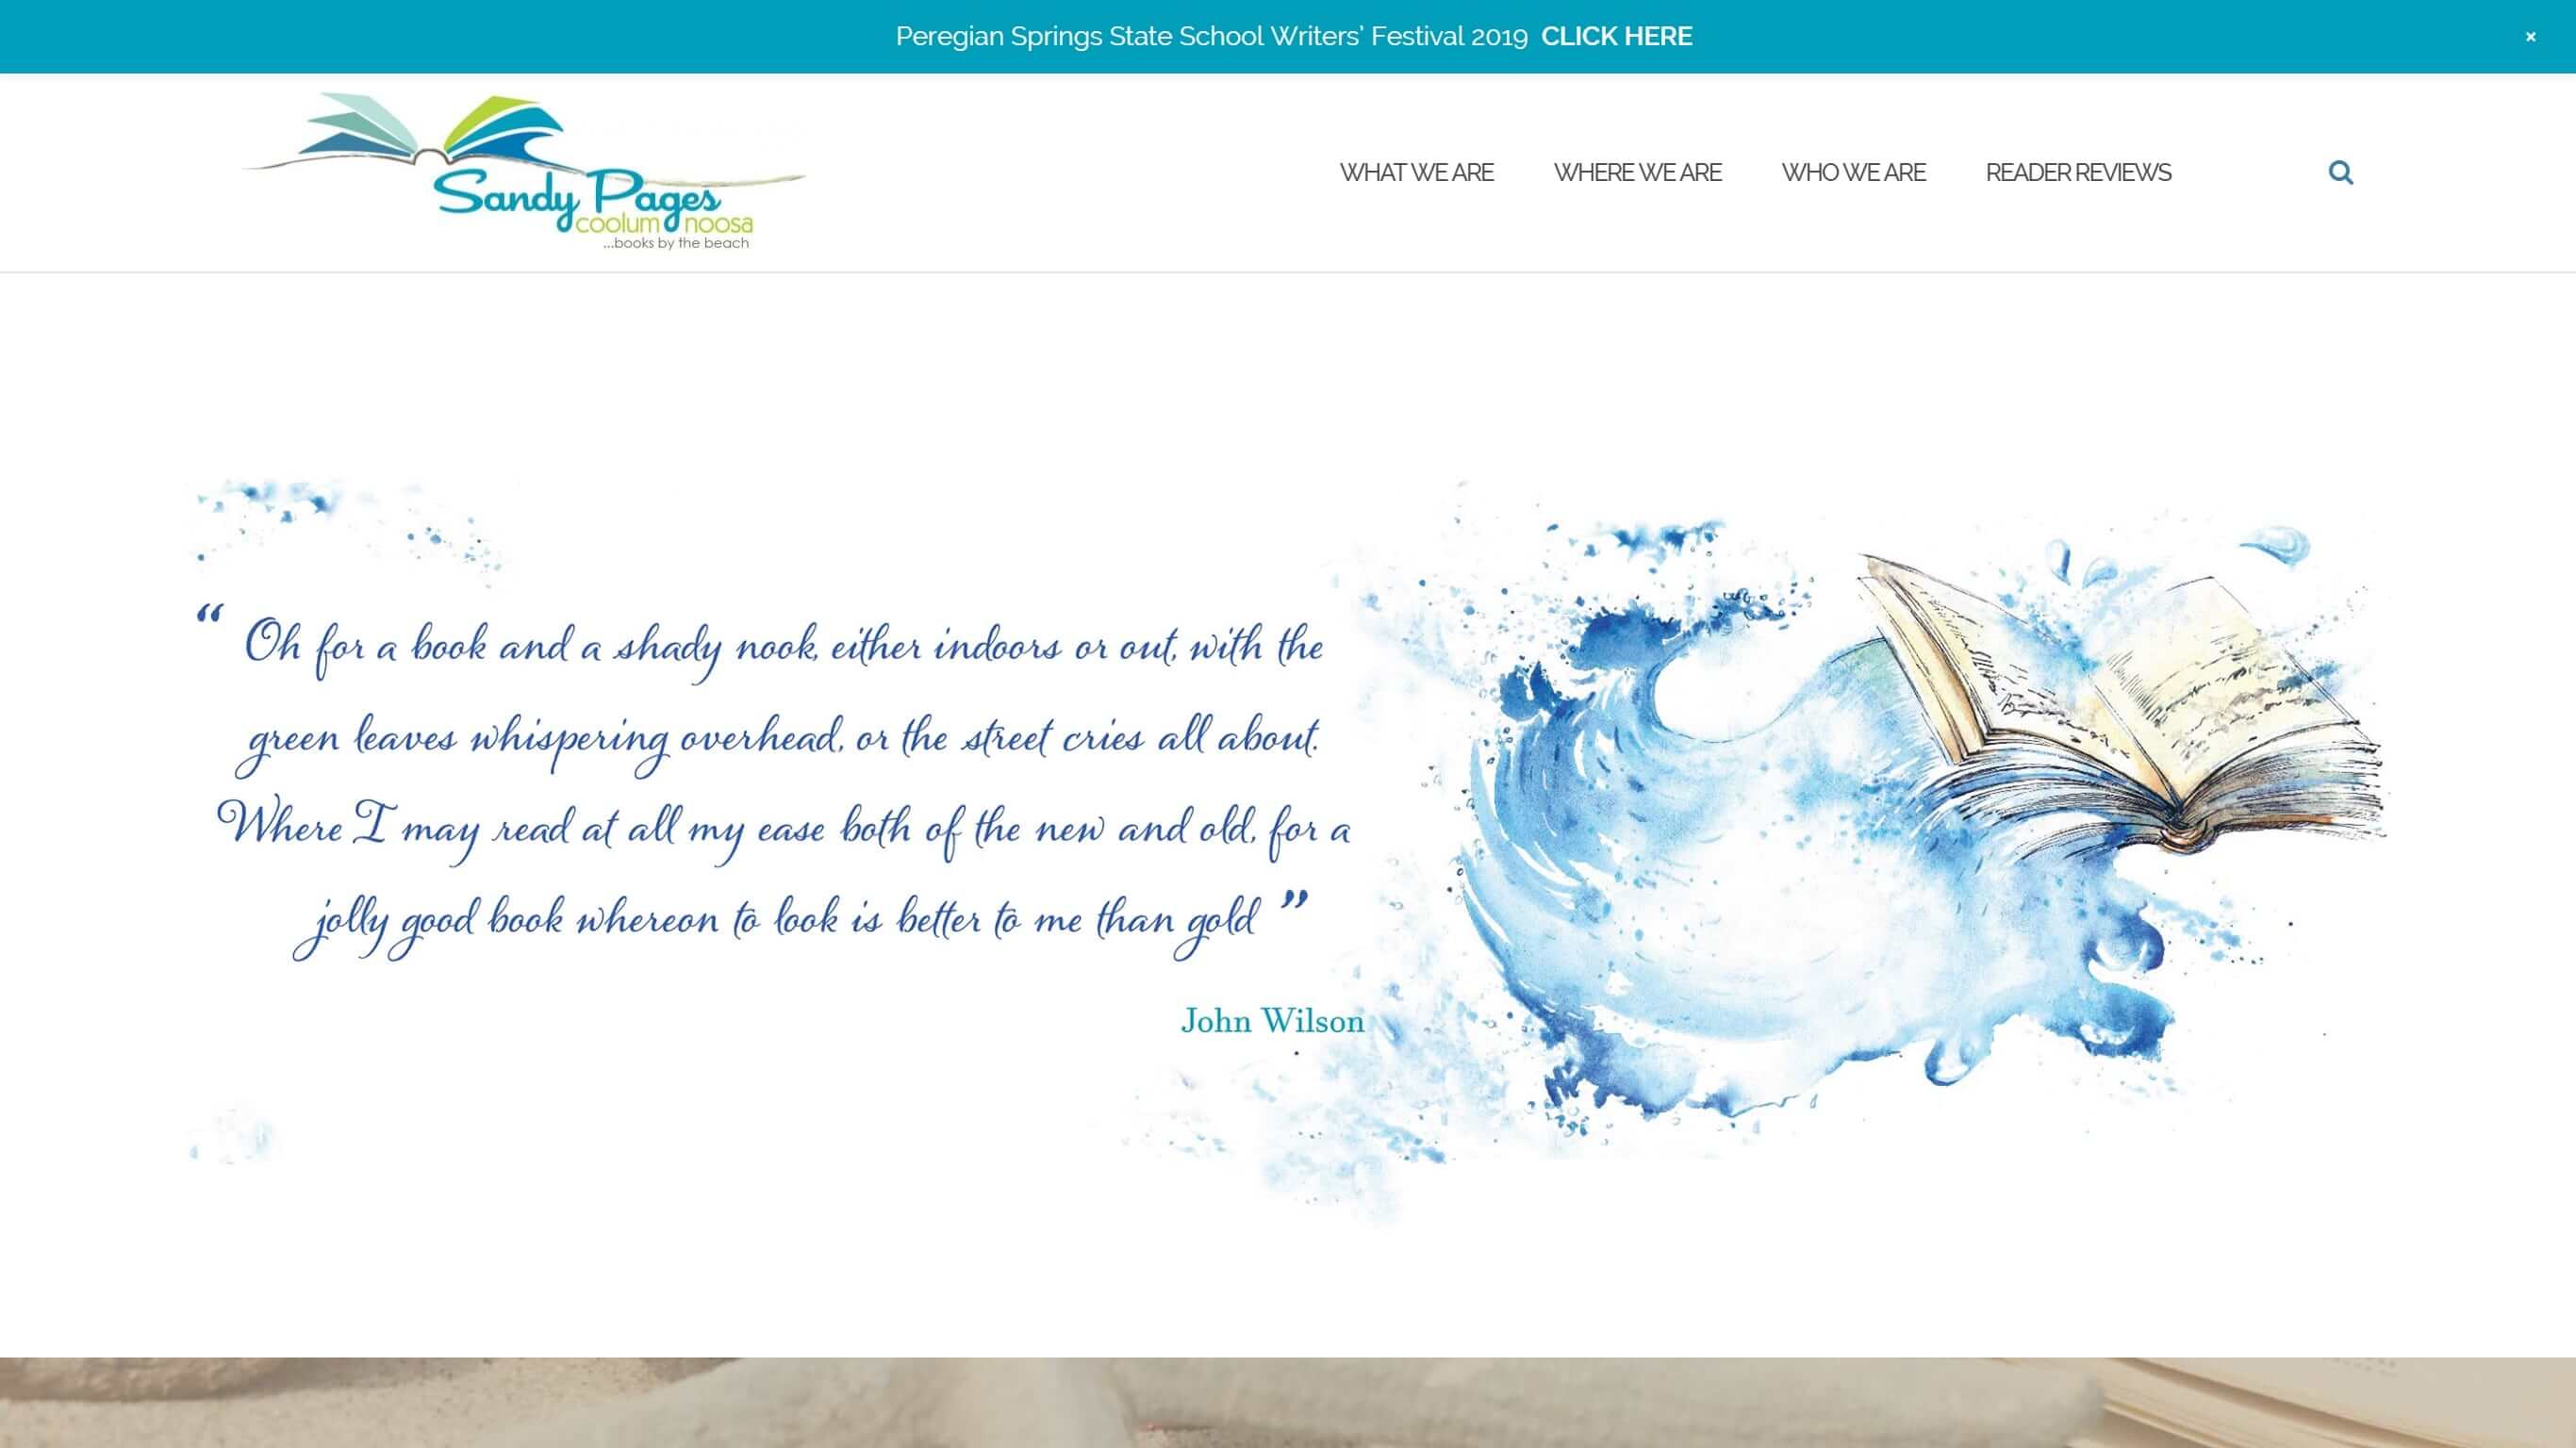 Peregian Springs State School Writers’ Festival 2019 CLICK HERE ×
Sandy Pages
coolum noosa
...books by the beach
WHAT WE ARE WHERE WE ARE WHO WE ARE READER REVIEWS
“ Oh for a book and a shady nook, either indoors or out, with the
green leaves whispering overhead, or the street cries all about.
Where I may read at all my ease both of the new and old, for a
jolly good book whereon to look is better to me than gold ”
John Wilson